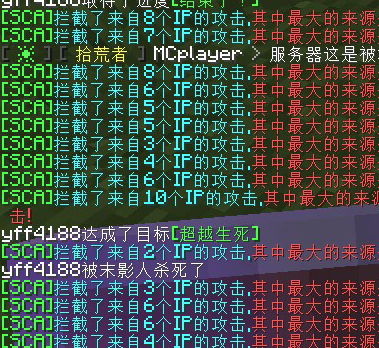 yff4188取得了进度[结束了?]
[SCA]拦截了来自8个IP的攻击,其中最大的来源
[SCA]拦截了来自7个IP的攻击,其中最大的来源
[ ☀ ] [ 拾荒者 ] MCplayer > 服务器这是被
[SCA]拦截了来自6个IP的攻击,其中最大的来源
[SCA]拦截了来自6个IP的攻击,其中最大的来源
[SCA]拦截了来自5个IP的攻击,其中最大的来源
[SCA]拦截了来自5个IP的攻击,其中最大的来源
[SCA]拦截了来自3个IP的攻击,其中最大的来源
[SCA]拦截了来自4个IP的攻击,其中最大的来源
[SCA]拦截了来自6个IP的攻击,其中最大的来源
[SCA]拦截了来自10个IP的攻击,其中最大的来源
击!
yff4188达成了目标[超越生死]
[SCA]拦截了来自2个IP的攻击,其中最大的来源
yff4188被末影人杀死了
[SCA]拦截了来自3个IP的攻击,其中最大的来源
[SCA]拦截了来自6个IP的攻击,其中最大的来源
[SCA]拦截了来自6个IP的攻击,其中最大的来源
[SCA]拦截了来自4个IP的攻击,其中最大的来源